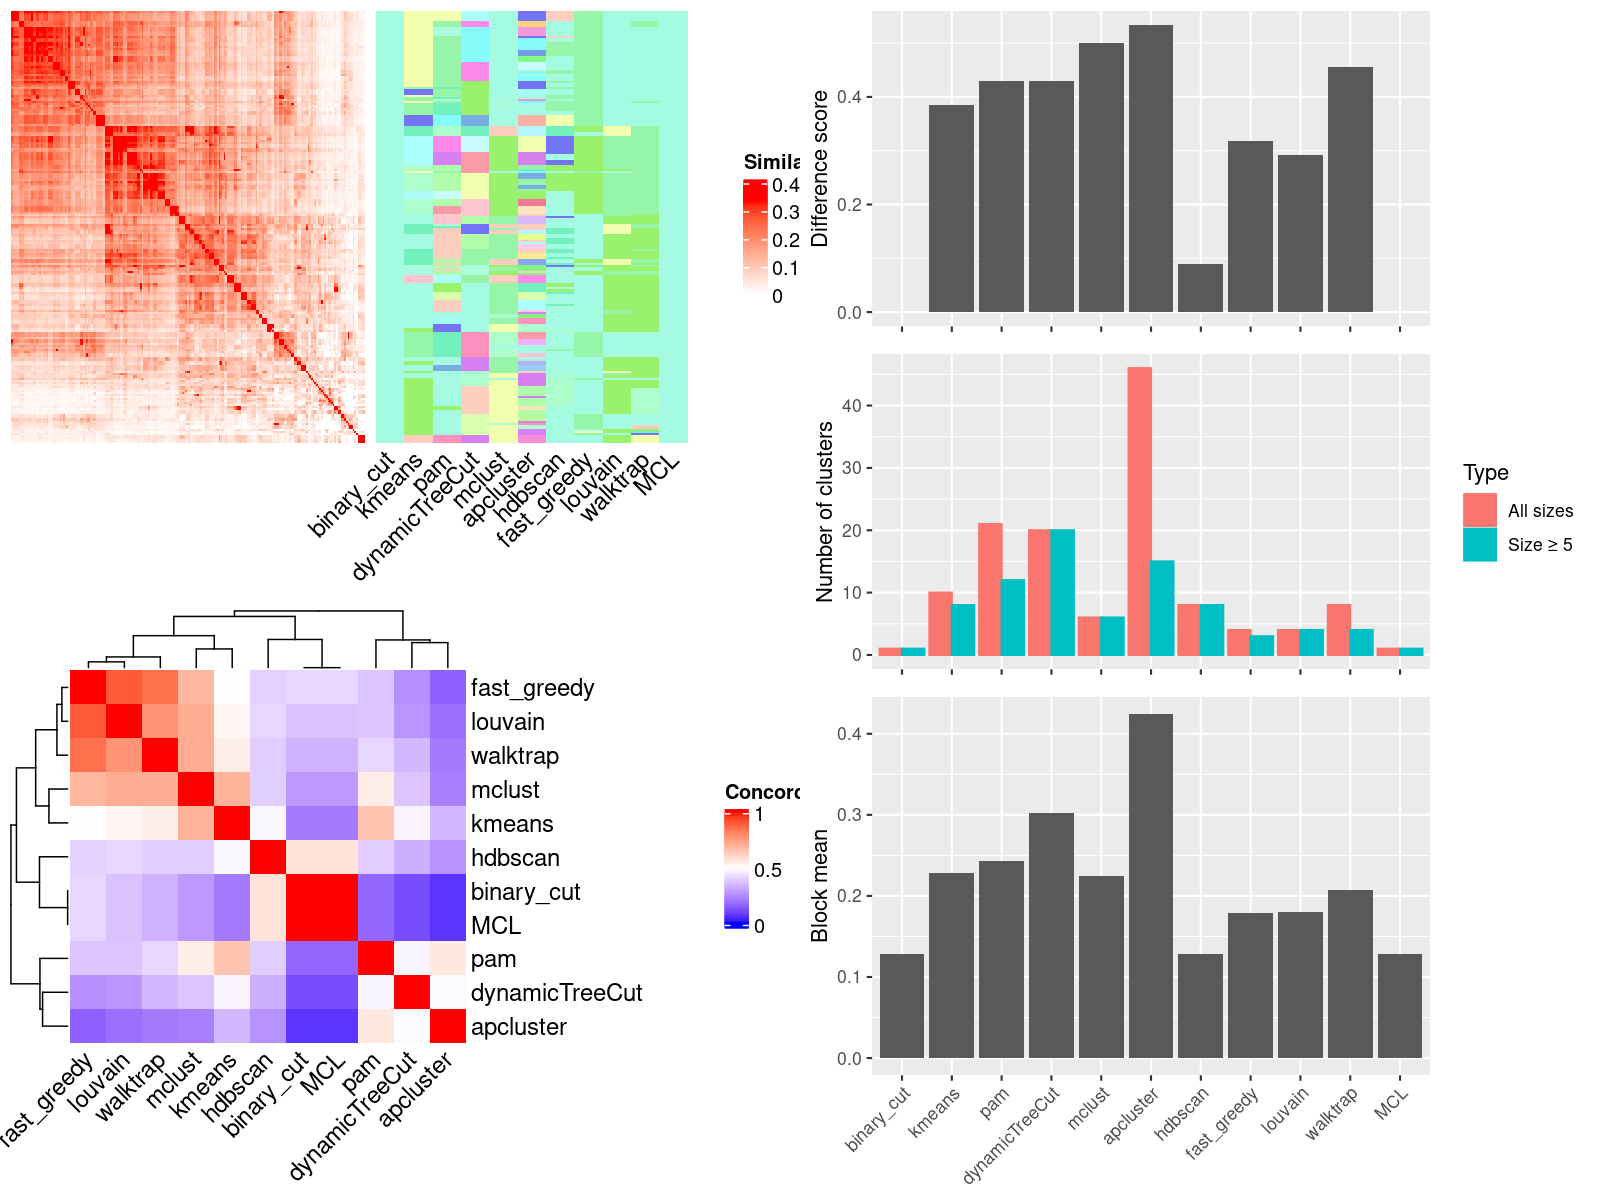 Simila
0.4
0.3
0.2
0.1
0
binary_cut
kmeans
pam
dynamicTreeCut
mclust
apcluster
hdbscan
fast_greedy
louvain
walktrap
MCL
fast_greedy
louvain
walktrap
mclust
kmeans
hdbscan
binary_cut
MCL
pam
dynamicTreeCut
apcluster
fast_greedy
louvain
walktrap
mclust
kmeans
hdbscan
binary_cut
MCL
pam
dynamicTreeCut
apcluster
Concord
1
0.5
0
Difference score
0.4
0.2
0.0
Number of clusters
40
30
20
10
0
Type
All sizes
Size ≥ 5
Block mean
0.4
0.3
0.2
0.1
0.0
binary_cut
kmeans
pam
dynamicTreeCut
mclust
apcluster
hdbscan
fast_greedy
louvain
walktrap
MCL